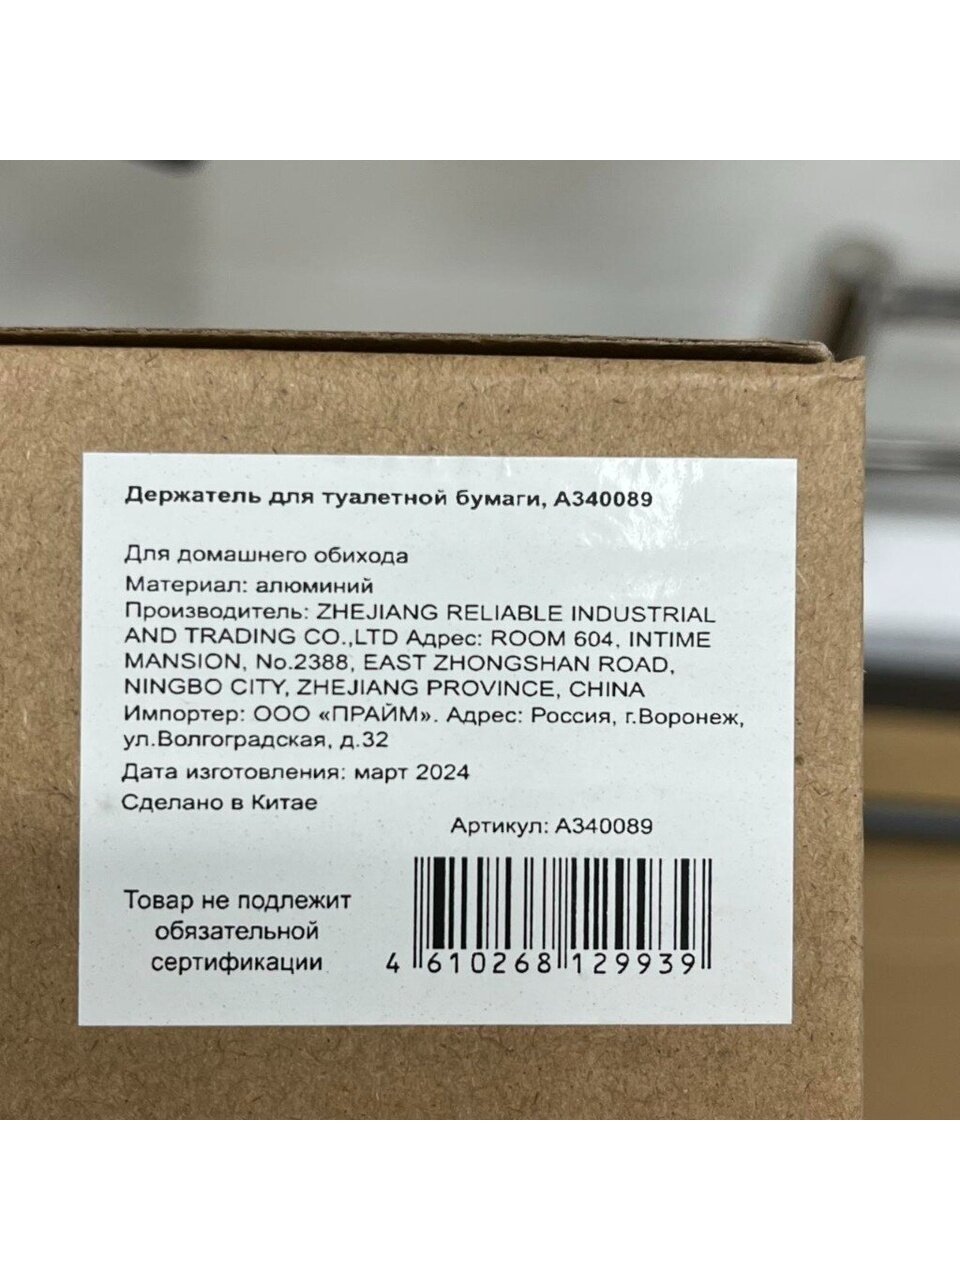 Держатель для туалетной бумаги, А340089
Для домашнего обихода
Материал: алюминий
Производитель: ZHEJIANG RELIABLE INDUSTRIAL
AND TRADING CO.,LTD Адрес: ROOM 604, INTIME
MANSION, No.2388, EAST ZHONGSHAN ROAD,
NINGBO CITY, ZHEJIANG PROVINCE, CHINA
Импортер: ООО «ПРАЙМ». Адрес: Россия, г.Воронеж,
ул.Волгоградская, д.32
Дата изготовления: март 2024
Сделано в Китае
Артикул: А340089
Товар не подлежит
обязательной
сертификации
4 610268 129939